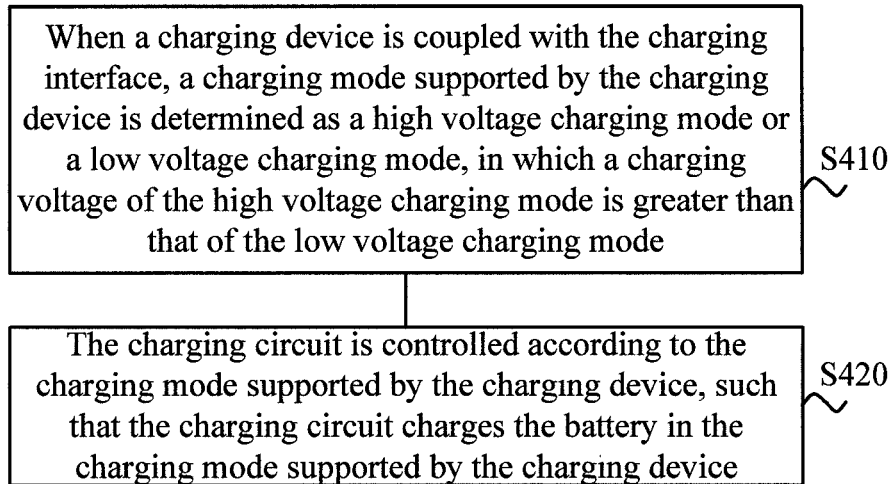 When a charging device is coupled with the charging
interface, a charging mode supported by the charging
device is determined as a high voltage charging mode or
a low voltage charging mode, in which a charging
voltage of the high voltage charging mode is greater than
that of the low voltage charging mode
S410
The charging circuit is controlled according to the
charging mode supported by the charging device, such
that the charging circuit charges the battery in the
charging mode supported by the charging device
S420